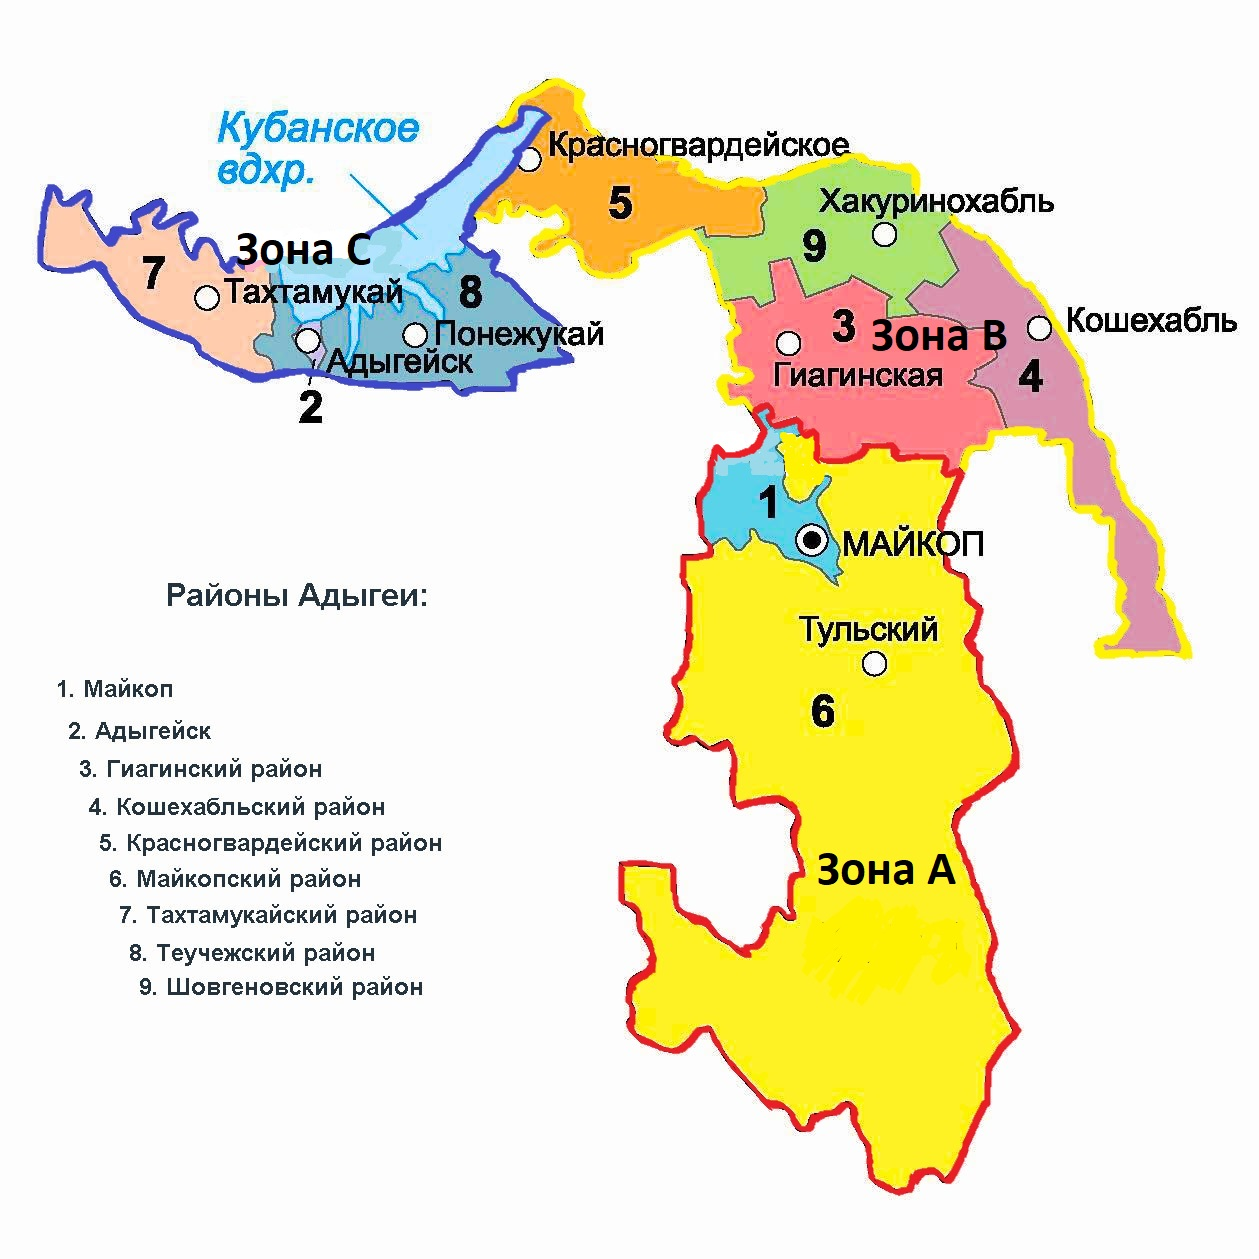 Кубанское
вдхр.
Красногвардейское
5
Хакуринохабль
9
Зона С
7
Тахтамукай
8
Понежукай
Адыгейск
2
3
Зона В
Кошехабль
Гиагинская
4
1
МАЙКОП
Тульский
6
Зона А
Районы Адыгеи:
1. Майкоп
2. Адыгейск
3. Гиагинский район
4. Кошехабльский район
5. Красногвардейский район
6. Майкопский район
7. Тахтамукайский район
8. Теучежский район
9. Шовгеновский район